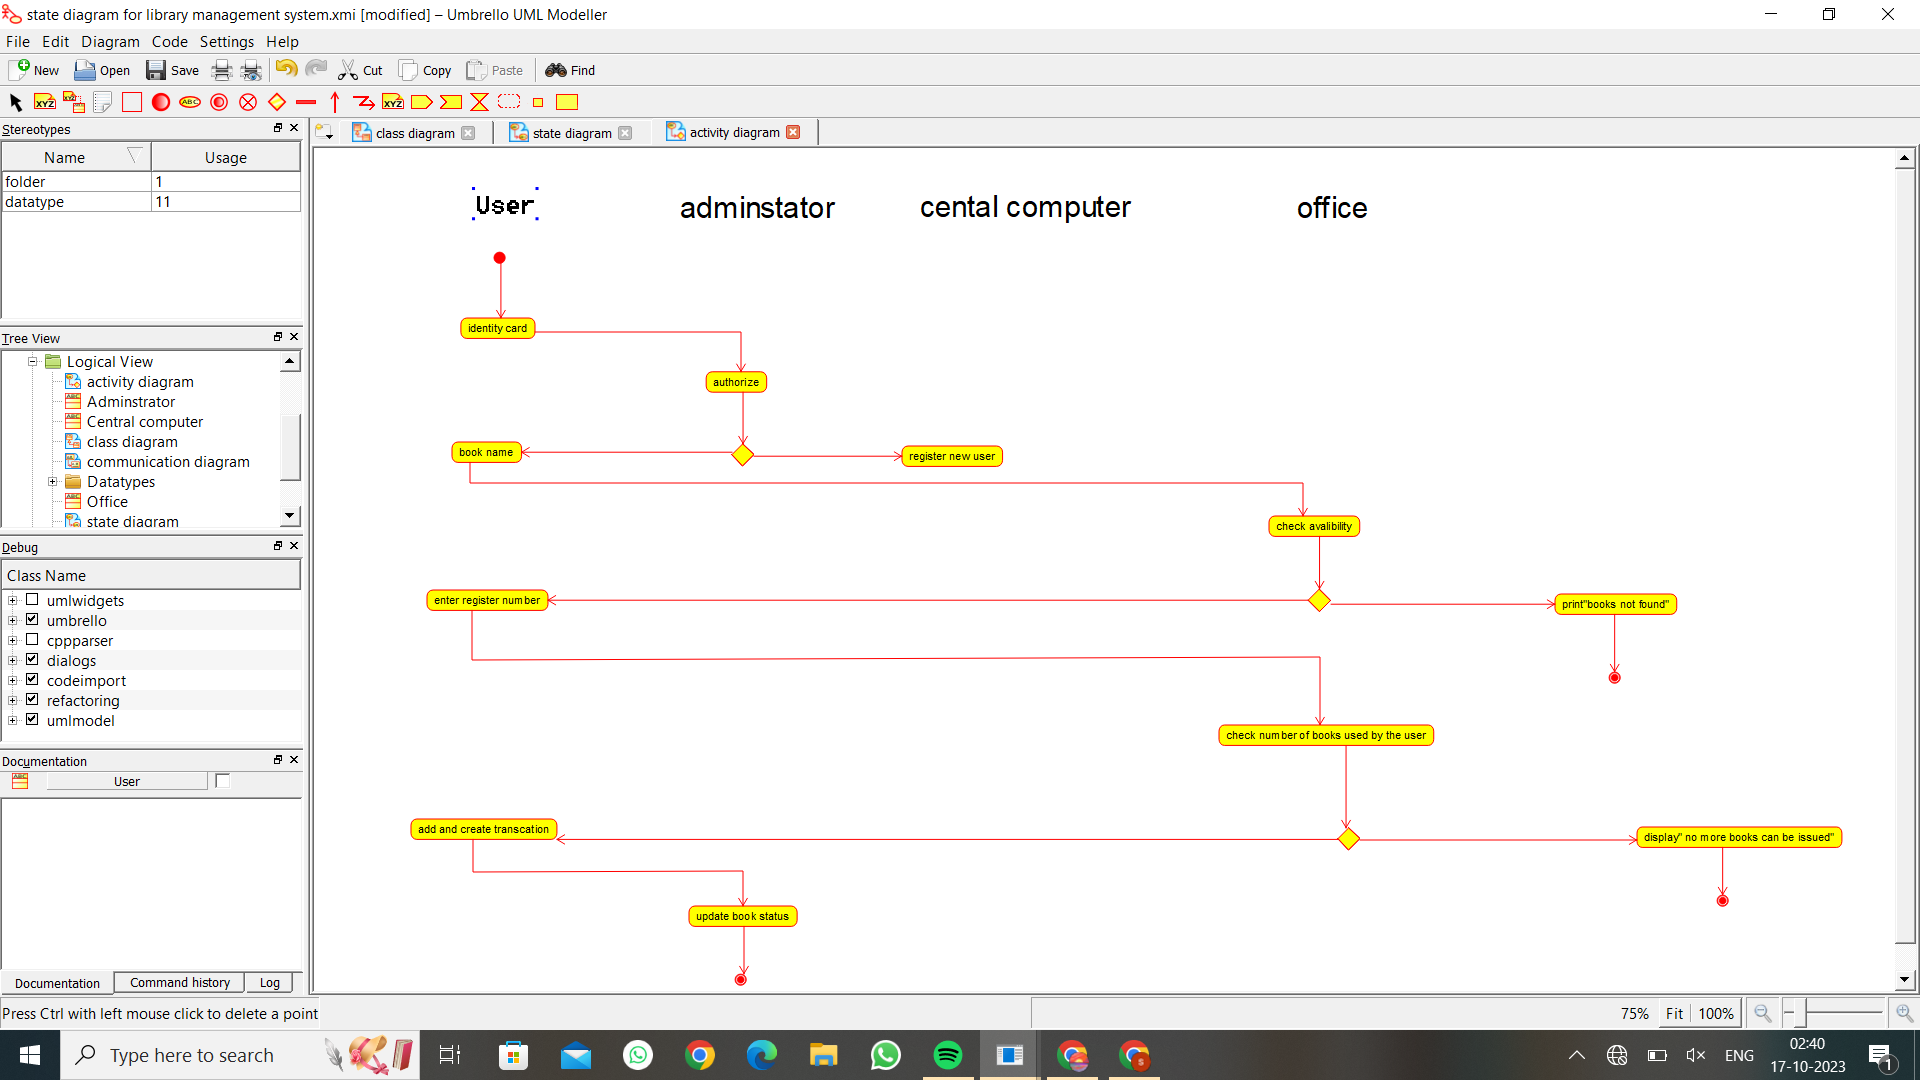 state diagram for library management system.xmi [modified] – Umbrello UML Modeller
File Edit Diagram Code Settings Help
New Open Save Cut Copy Paste Find
XYZ XYZ ABC XYZ
Stereotypes
Name Usage
folder 1
datatype 11
Tree View
Logical View
activity diagram
Adminstrator
Central computer
class diagram
communication diagram
Datatypes
Office
state diagram
Debug
Class Name
umlwidgets
umbrello
cppparser
dialogs
codeimport
refactoring
umlmodel
Documentation
User
Documentation Command history Log
class diagram state diagram activity diagram
User adminstator cental computer office
identity card
authorize
book name
register new user
check avalibility
enter register number
print"books not found"
check number of books used by the user
add and create transcation
display" no more books can be issued"
update book status
Press Ctrl with left mouse click to delete a point
75% Fit 100%
Type here to search
ENG
02:40
17-10-2023
1